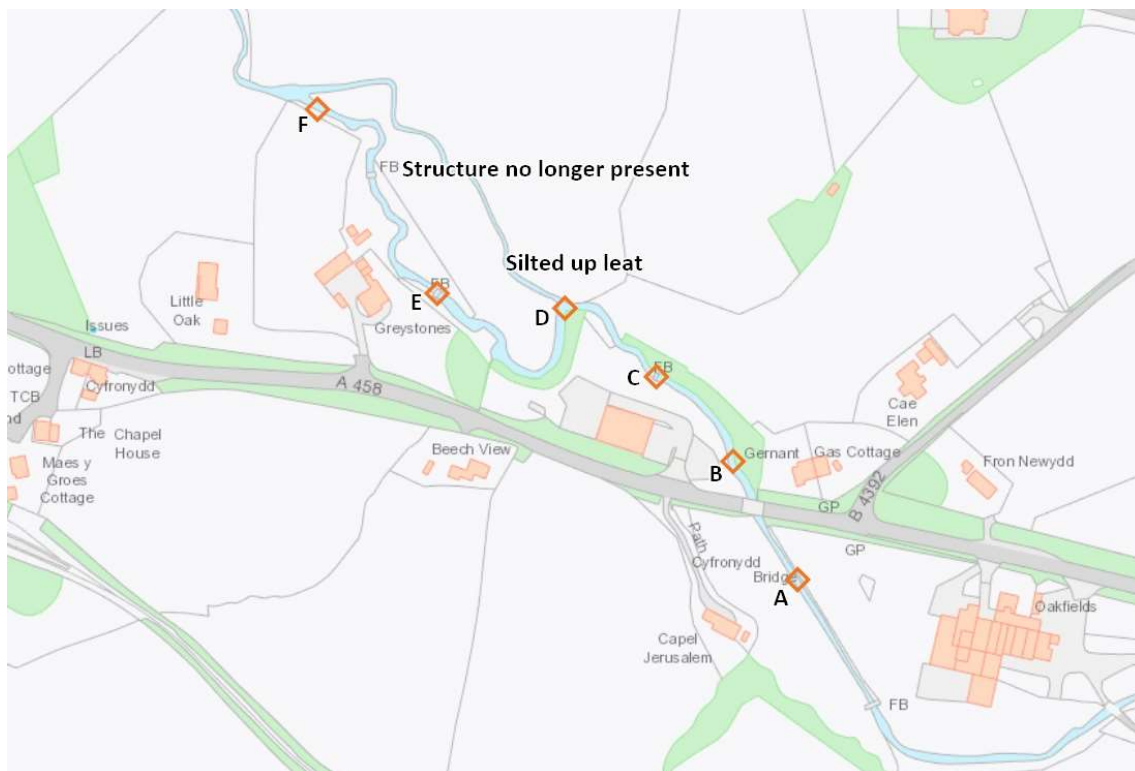 F
FB
Structure no longer present
Silted up leat
FB
E
D
Greystones
Little
Oak
Issues
LB
ottage
TCB
nd
Cyfronydd
The Chapel
House
Maes y
Groes
Cottage
A 458
Beech View
FB
C
Cae
Elen
B
Gernant
Gas Cottage
Fron Newydd
B 4392
GP
GP
Path
Cyfronydd
Bridge
A
Capel
Jerusalem
Oakfields
FB